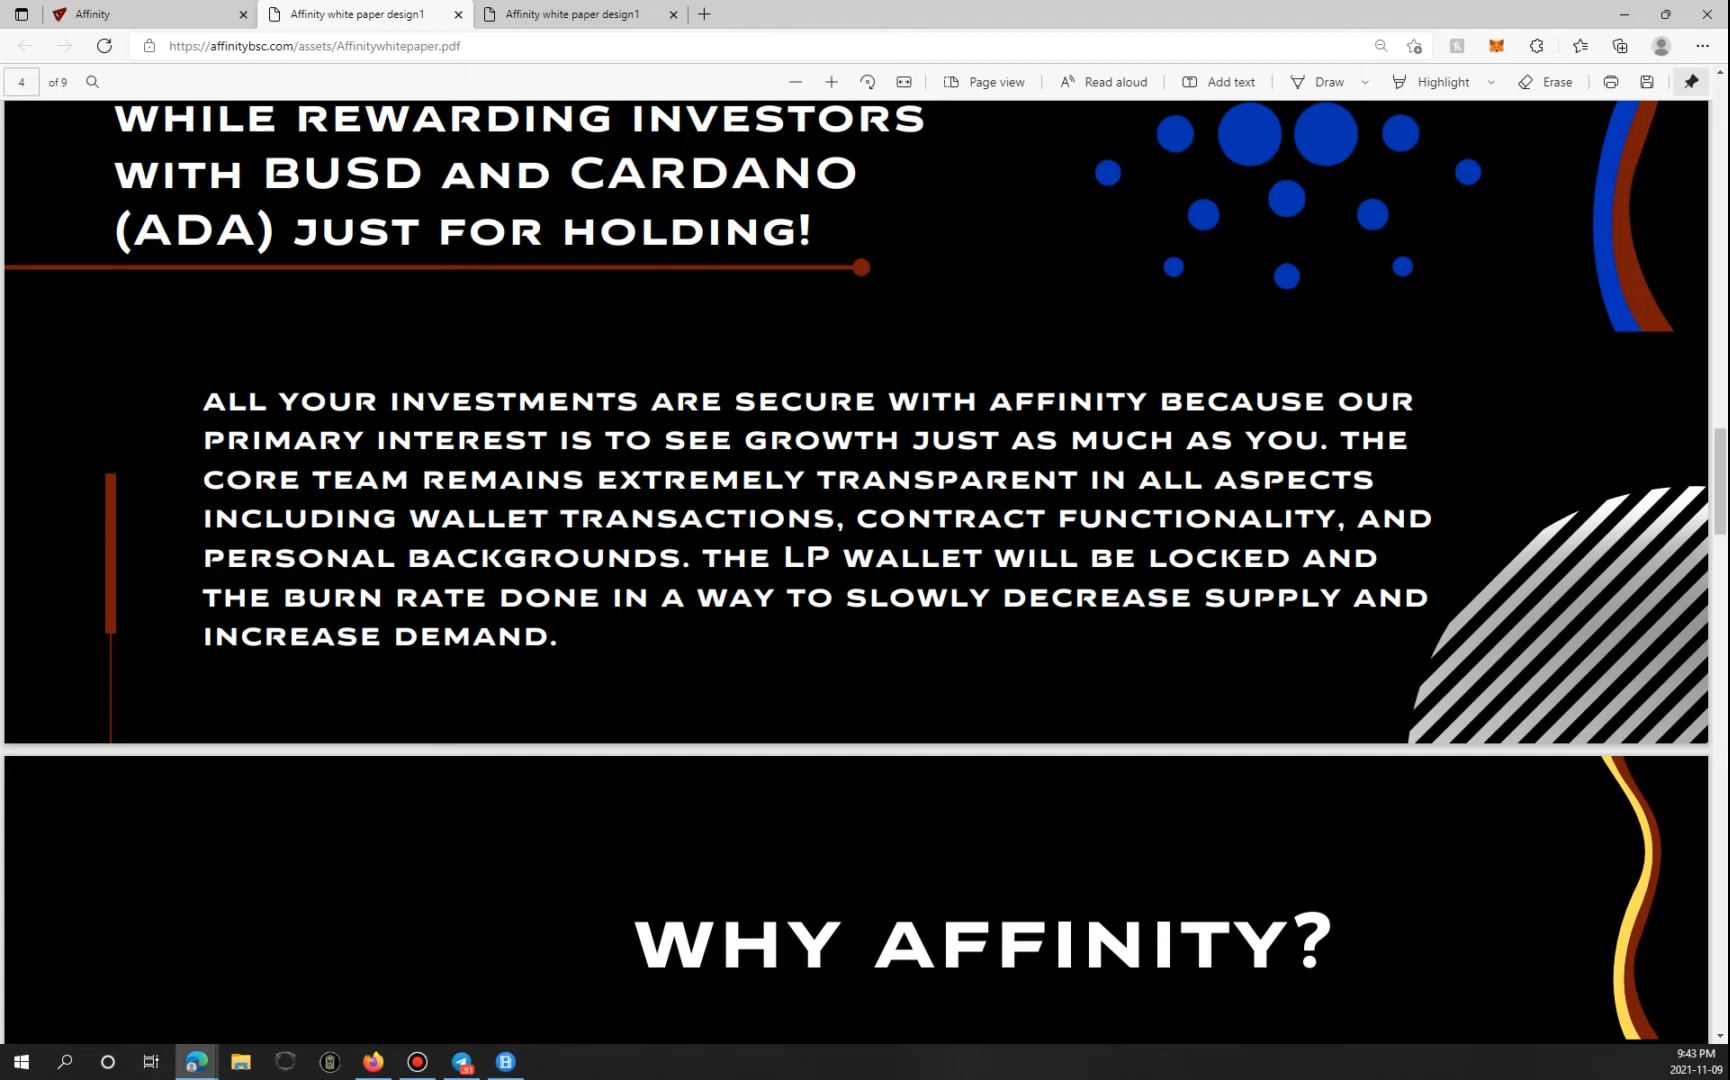 Affinity
Affinity white paper design1
Affinity white paper design1
https://affinitybsc.com/assets/Affinitywhitepaper.pdf
4 of 9
Page view
Read aloud
Add text
Draw
Highlight
Erase
WHILE REWARDING INVESTORS
WITH BUSD AND CARDANO
(ADA) JUST FOR HOLDING!
ALL YOUR INVESTMENTS ARE SECURE WITH AFFINITY BECAUSE OUR
PRIMARY INTEREST IS TO SEE GROWTH JUST AS MUCH AS YOU. THE
CORE TEAM REMAINS EXTREMELY TRANSPARENT IN ALL ASPECTS
INCLUDING WALLET TRANSACTIONS, CONTRACT FUNCTIONALITY, AND
PERSONAL BACKGROUNDS. THE LP WALLET WILL BE LOCKED AND
THE BURN RATE DONE IN A WAY TO SLOWLY DECREASE SUPPLY AND
INCREASE DEMAND.
WHY AFFINITY?
9:43 PM
2021-11-09